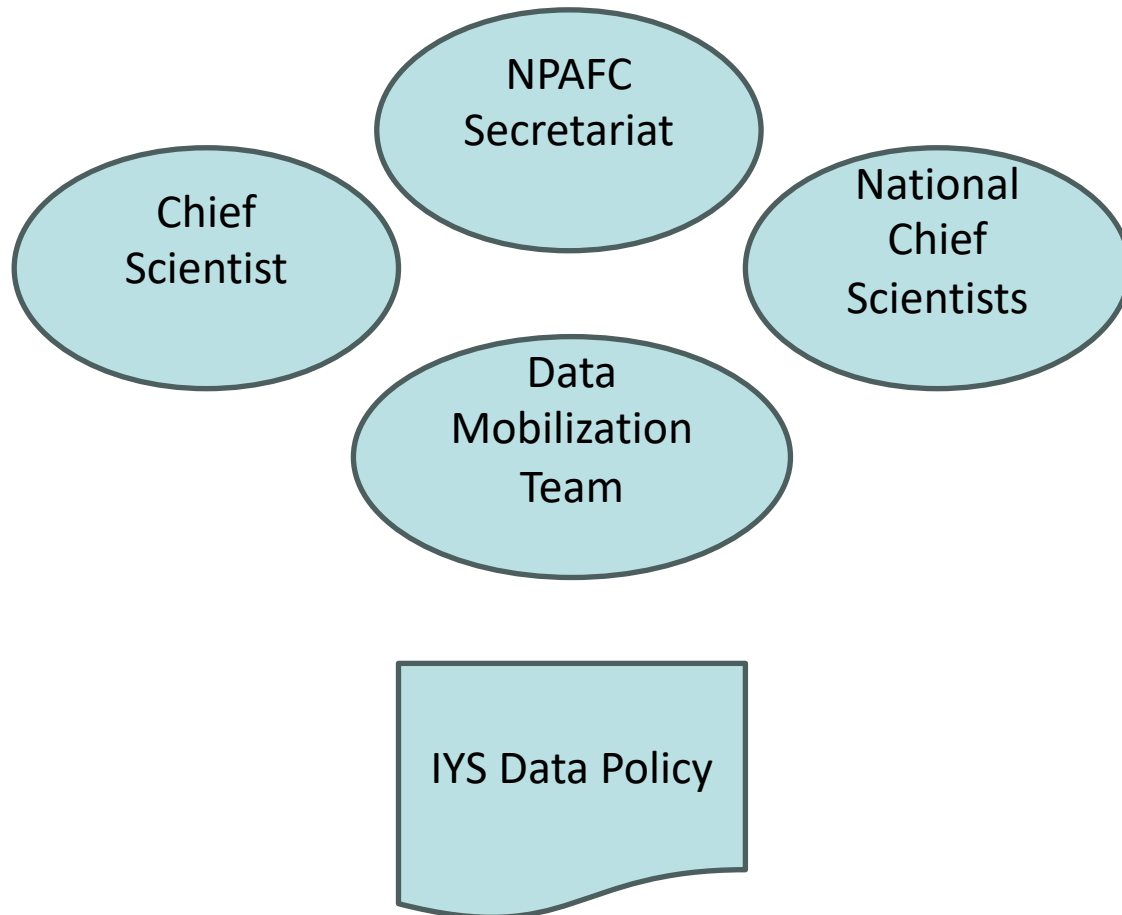 NPAFC
Secretariat
Chief
Scientist
National
Chief
Scientists
Data
Mobilization
Team
IYS Data Policy